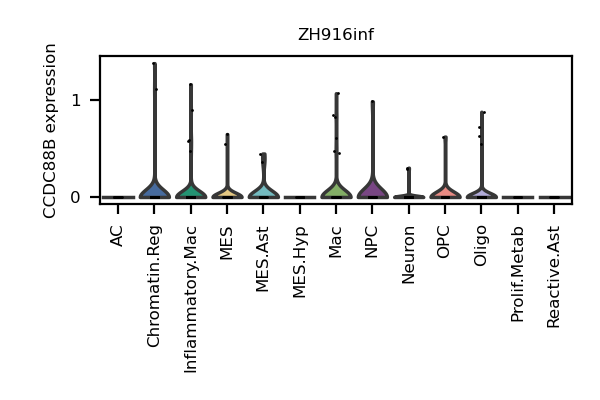 ZH916inf
CCDC88B expression
1
0
AC
Chromatin.Reg
Inflammatory.Mac
MES
MES.Ast
MES.Hyp
Mac
NPC
Neuron
OPC
Oligo
Prolif.Metab
Reactive.Ast